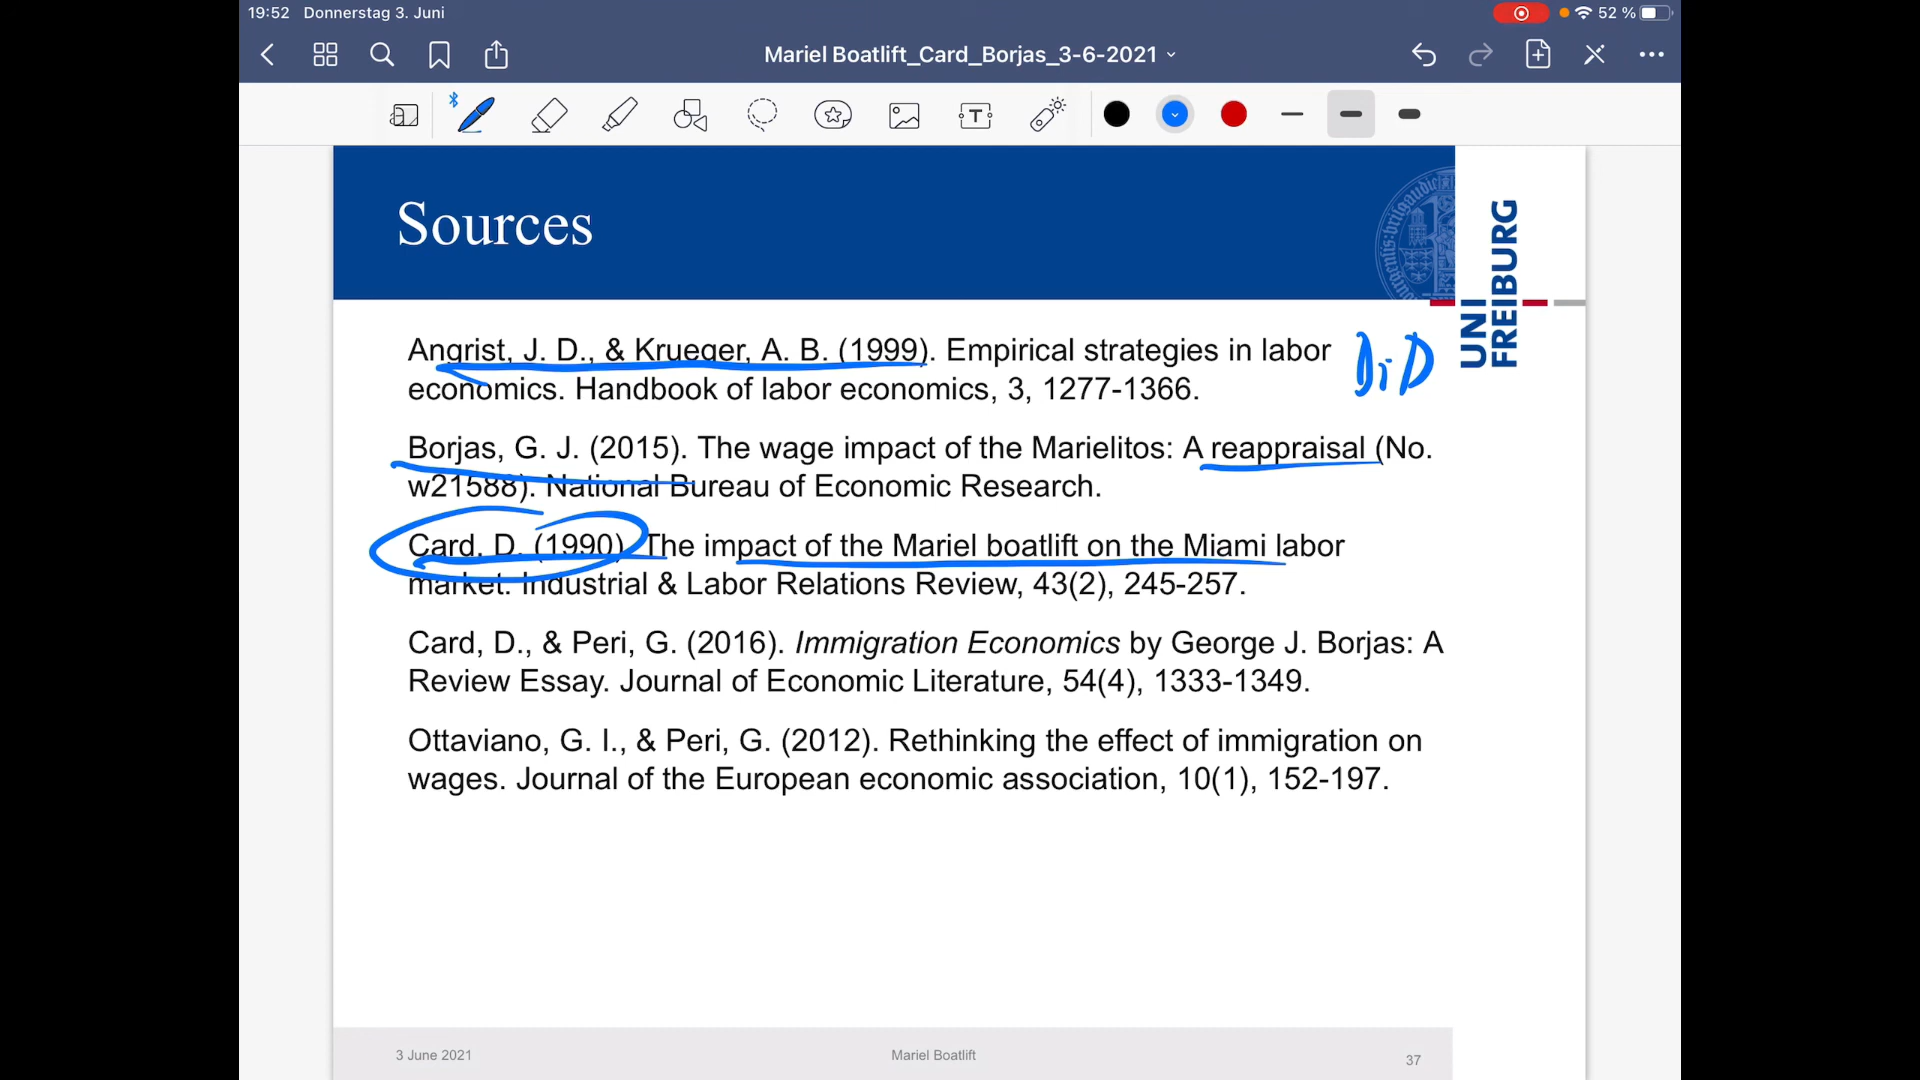 19:52 Donnerstag 3. Juni
52 %
Mariel Boatlift_Card_Borjas_3-6-2021
Sources
UNI
FREIBURG
Angrist, J. D., & Krueger, A. B. (1999). Empirical strategies in labor
economics. Handbook of labor economics, 3, 1277-1366.
DiD
Borjas, G. J. (2015). The wage impact of the Marielitos: A reappraisal (No.
w21588). National Bureau of Economic Research.
Card, D. (1990). The impact of the Mariel boatlift on the Miami labor
market. Industrial & Labor Relations Review, 43(2), 245-257.
Card, D., & Peri, G. (2016). Immigration Economics by George J. Borjas: A
Review Essay. Journal of Economic Literature, 54(4), 1333-1349.
Ottaviano, G. I., & Peri, G. (2012). Rethinking the effect of immigration on
wages. Journal of the European economic association, 10(1), 152-197.
3 June 2021
Mariel Boatlift
37